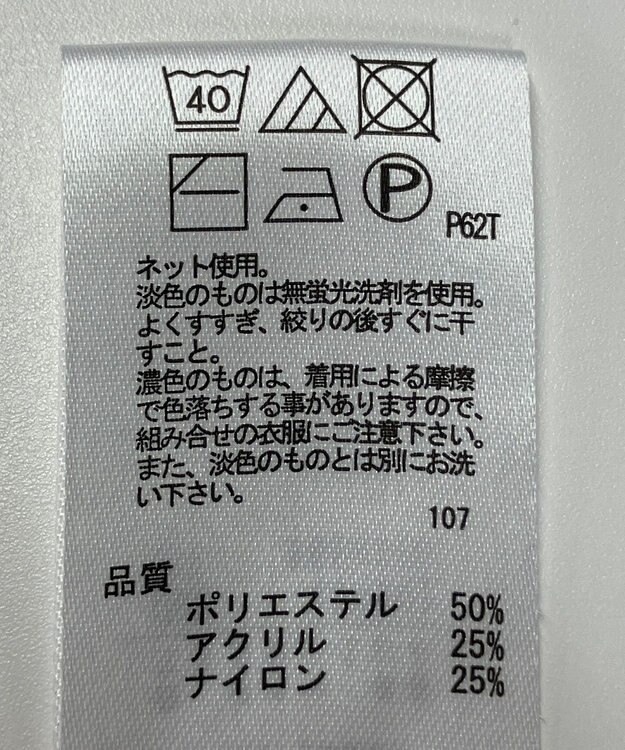 40
P
P62T
ネット使用。
淡色のものは無蛍光洗剤を使用。
よくすすぎ、絞りの後すぐに干
すこと。
濃色のものは、着用による摩擦
で色落ちする事がありますので、
組み合せの衣服にご注意下さい。
また、淡色のものとは別にお洗
い下さい。
107
品質
ポリエステル 50%
アクリル 25%
ナイロン 25%